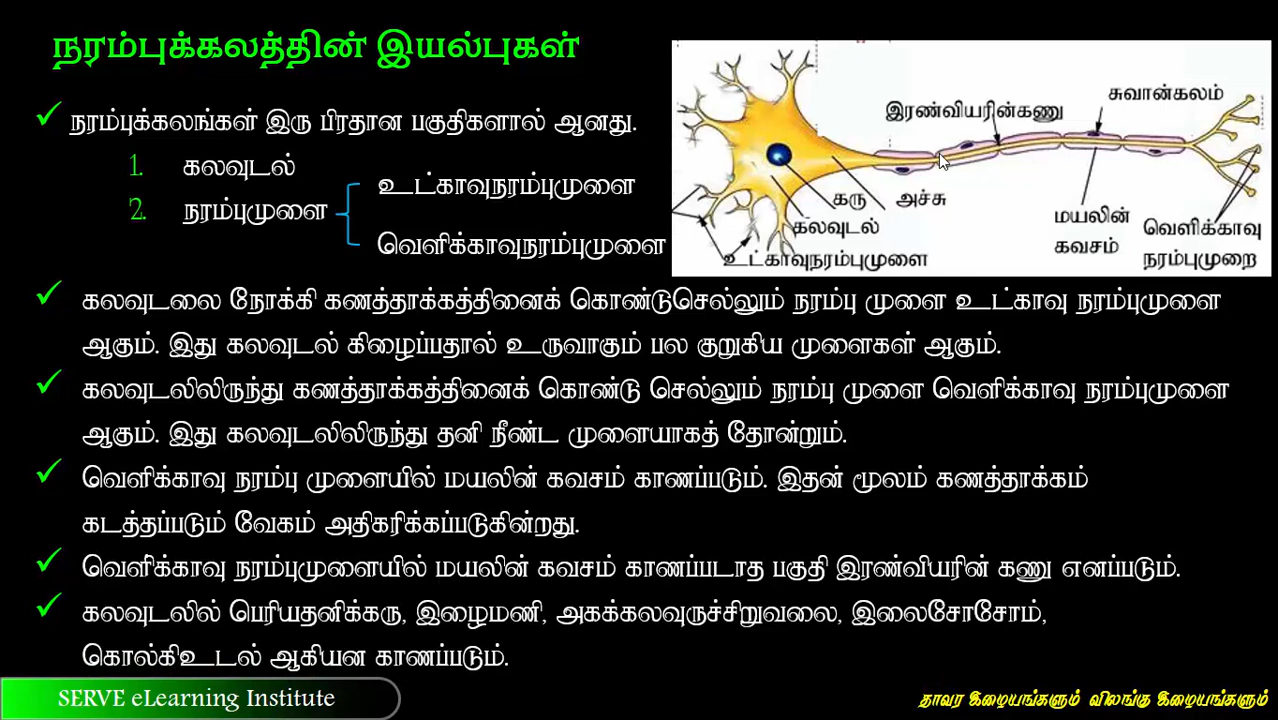 நரம்புக்கலத்தின் இயல்புகள்
நரம்புக்கலங்கள் இரு பிரதான பகுதிகளால் ஆனது.
1. கலவுடல்
2. நரம்புமுளை
உட்காவுநரம்புமுளை
வெளிக்காவுநரம்புமுளை
சுவான்கலம்
இரண்வியரின்கணு
கரு
அச்சு
கலவுடல்
மயலின்
கவசம்
வெளிக்காவு
நரம்புமுறை
உட்காவுநரம்புமுளை
கலவுடலை நோக்கி கணத்தாக்கத்தினைக் கொண்டுசெல்லும் நரம்பு முளை உட்காவு நரம்புமுளை
ஆகும். இது கலவுடல் கிழைப்பதால் உருவாகும் பல குறுகிய முளைகள் ஆகும்.
கலவுடலிலிருந்து கணத்தாக்கத்தினைக் கொண்டு செல்லும் நரம்பு முளை வெளிக்காவு நரம்புமுளை
ஆகும். இது கலவுடலிலிருந்து தனி நீண்ட முளையாகத் தோன்றும்.
வெளிக்காவு நரம்பு முளையில் மயலின் கவசம் காணப்படும். இதன் மூலம் கணத்தாக்கம்
கடத்தப்படும் வேகம் அதிகரிக்கப்படுகின்றது.
வெளிக்காவு நரம்புமுளையில் மயலின் கவசம் காணப்படாத பகுதி இரண்வியரின் கணு எனப்படும்.
கலவுடலில் பெரியதனிக்கரு, இழைமணி, அகக்கலவுருச்சிறுவலை, இலைசோசோம்,
கொல்கிஉடல் ஆகியன காணப்படும்.
SERVE eLearning Institute
தாவர இழையங்களும் விலங்கு இழையங்களும்